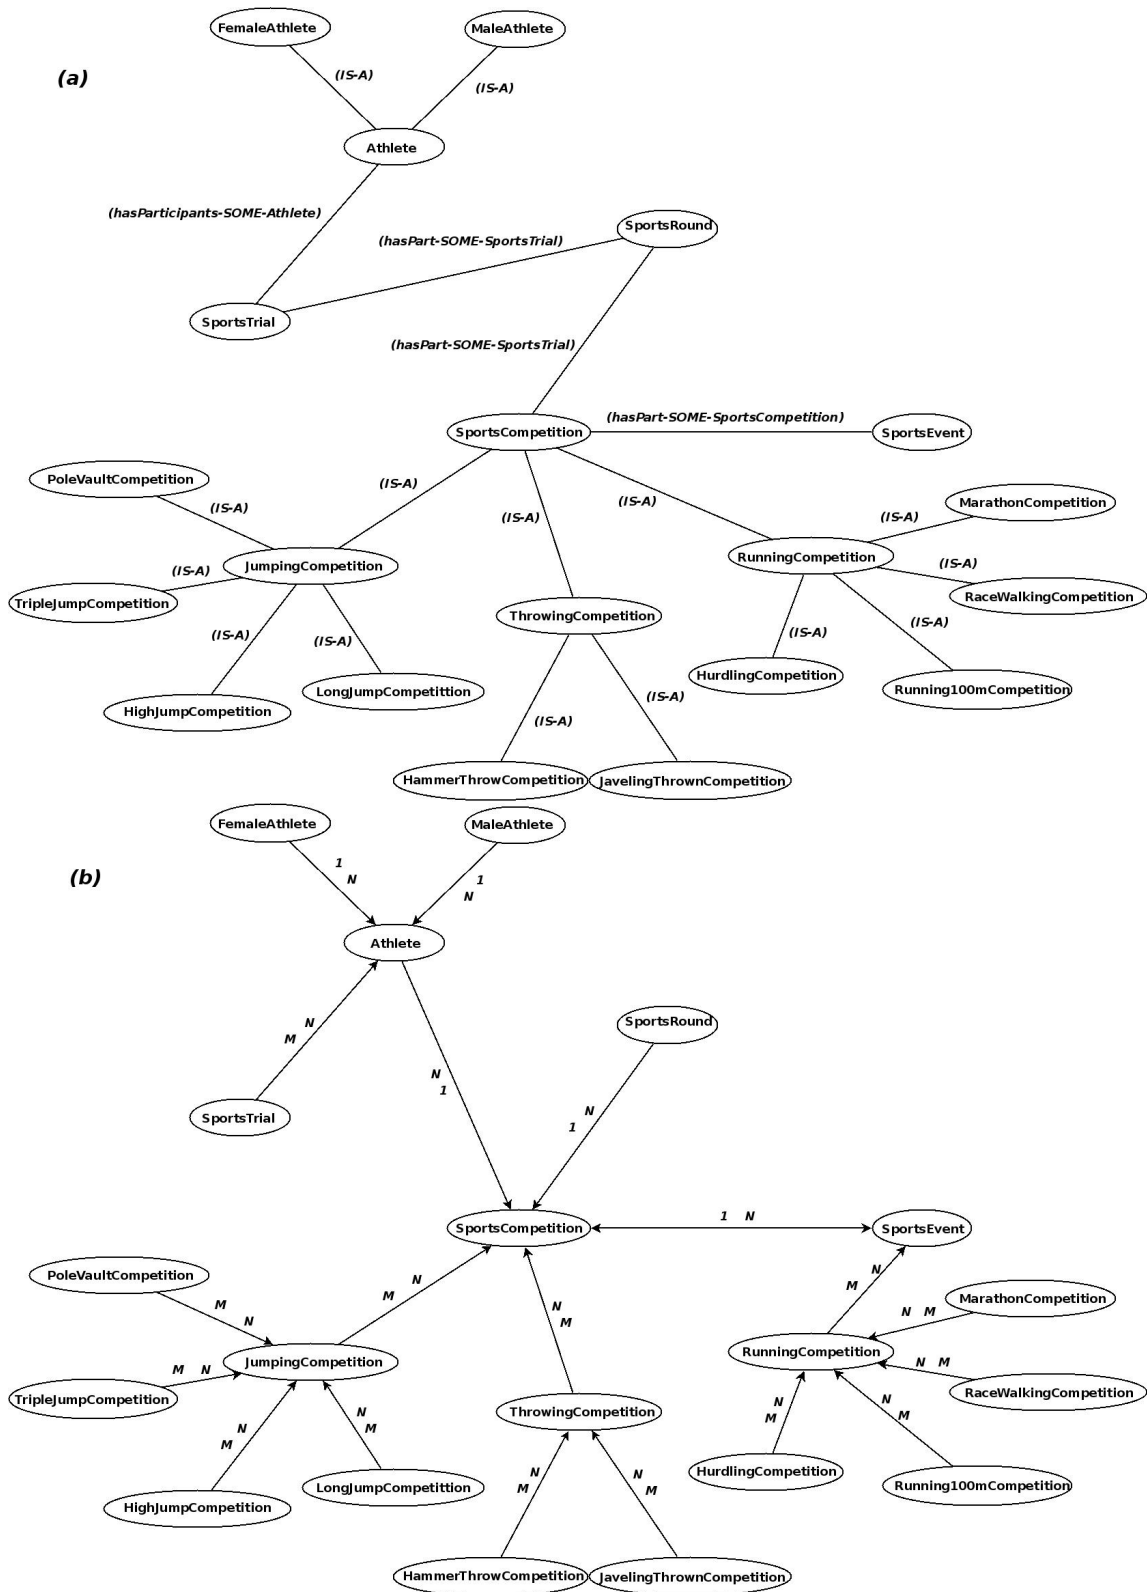 FemaleAthlete
MaleAthlete
(a)
(IS-A)
(IS-A)
Athlete
(hasParticipants-SOME-Athlete)
SportsRound
(hasPart-SOME-SportsTrial)
SportsTrial
(hasPart-SOME-SportsTrial)
SportsCompetition
(hasPart-SOME-SportsCompetition)
SportsEvent
PoleVaultCompetition
(IS-A)
(IS-A)
(IS-A)
(IS-A)
(IS-A)
MarathonCompetition
JumpingCompetition
RunningCompetition
(IS-A)
(IS-A)
TripleJumpCompetition
ThrowingCompetition
RaceWalkingCompetition
(IS-A)
(IS-A)
(IS-A)
(IS-A)
HighJumpCompetition
LongJumpCompetittion
HurdlingCompetition
Running100mCompetition
(IS-A)
(IS-A)
HammerThrowCompetition
JavelingThrownCompetition
FemaleAthlete
MaleAthlete
(b)
1
N
1
N
Athlete
M N
SportsRound
SportsTrial
N
1
N
1
SportsCompetition
1 N
SportsEvent
PoleVaultCompetition
M
N
M N
N
M
M N
N M
MarathonCompetition
JumpingCompetition
RunningCompetition
M N
TripleJumpCompetition
ThrowingCompetition
N M
RaceWalkingCompetition
N
M
N
M
N
M
N
M
HighJumpCompetition
LongJumpCompetittion
HurdlingCompetition
Running100mCompetition
N
M
N
M
HammerThrowCompetition
JavelingThrownCompetition